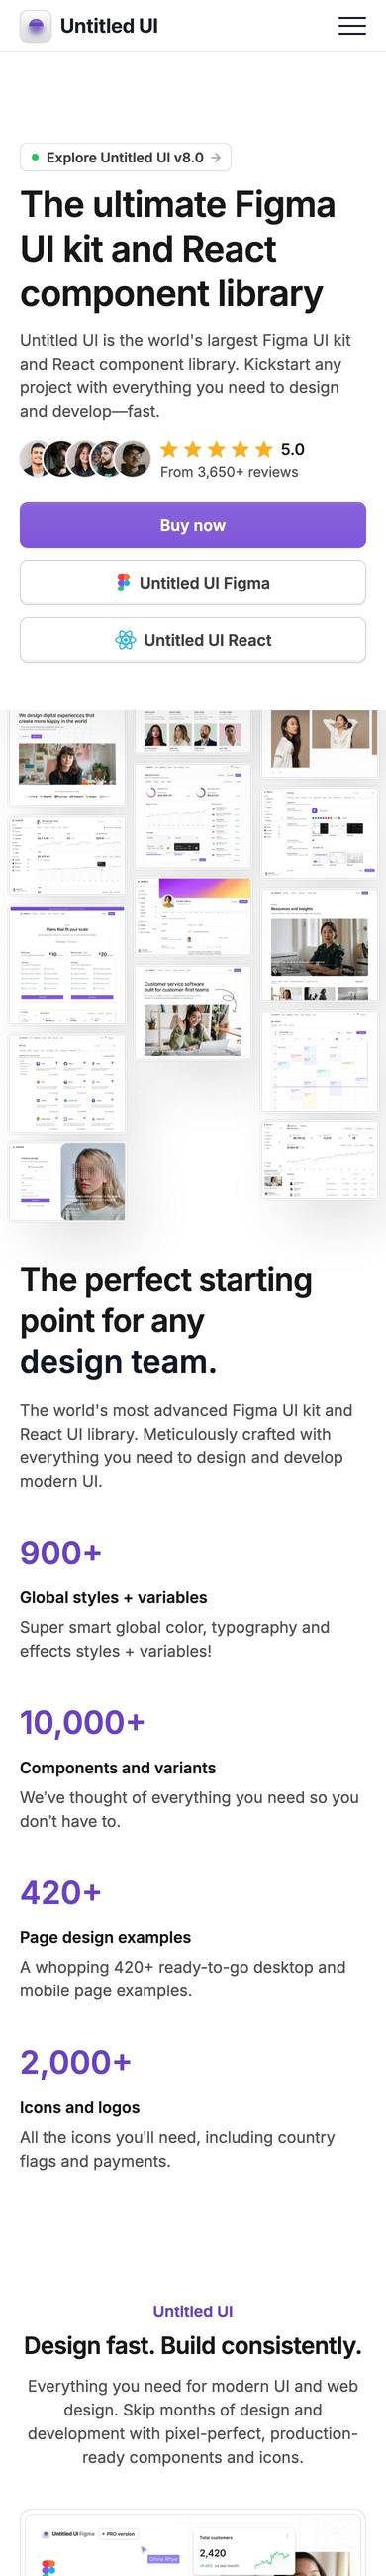 Untitled UI
Explore Untitled UI v8.0 →
The ultimate Figma
UI kit and React
component library
Untitled UI is the world's largest Figma UI kit
and React component library. Kickstart any
project with everything you need to design
and develop—fast.
5.0
From 3,650+ reviews
Buy now
Untitled UI Figma
Untitled UI React
We design digital experiences that
create more happy in the world
Plans that fit your scale
Customer service software
built for customer-first teams
Resources and insights
The perfect starting
point for any
design team.
The world's most advanced Figma UI kit and
React UI library. Meticulously crafted with
everything you need to design and develop
modern UI.
900+
Global styles + variables
Super smart global color, typography and
effects styles + variables!
10,000+
Components and variants
We've thought of everything you need so you
don't have to.
420+
Page design examples
A whopping 420+ ready-to-go desktop and
mobile page examples.
2,000+
Icons and logos
All the icons you'll need, including country
flags and payments.
Untitled UI
Design fast. Build consistently.
Everything you need for modern UI and web
design. Skip months of design and
development with pixel-perfect, production-
ready components and icons.
Untitled UI Figma
PRO version
Total customers
2,420